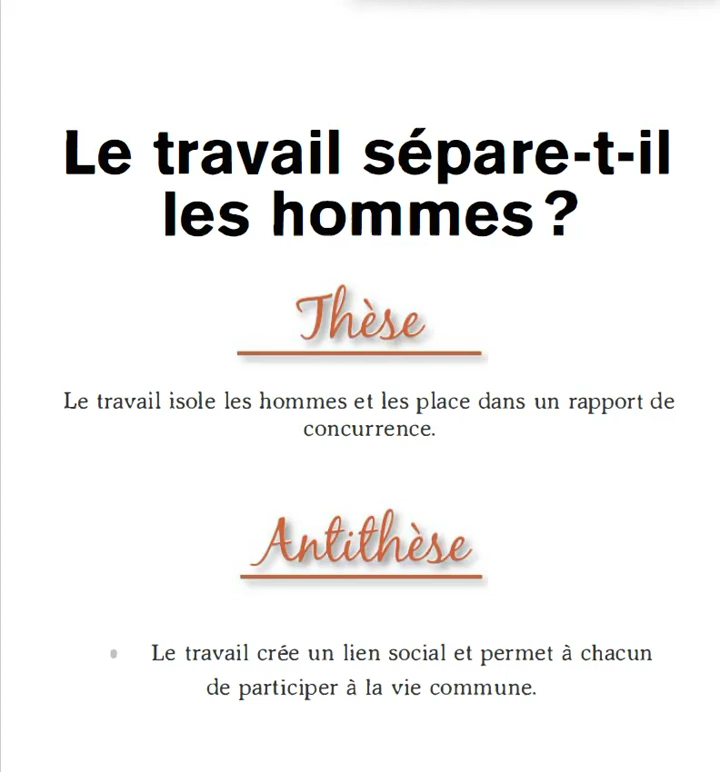 Le travail sépare-t-il
les hommes ?
Thèse
Le travail isole les hommes et les place dans un rapport de
concurrence.
Antithèse
• Le travail crée un lien social et permet à chacun
de participer à la vie commune.